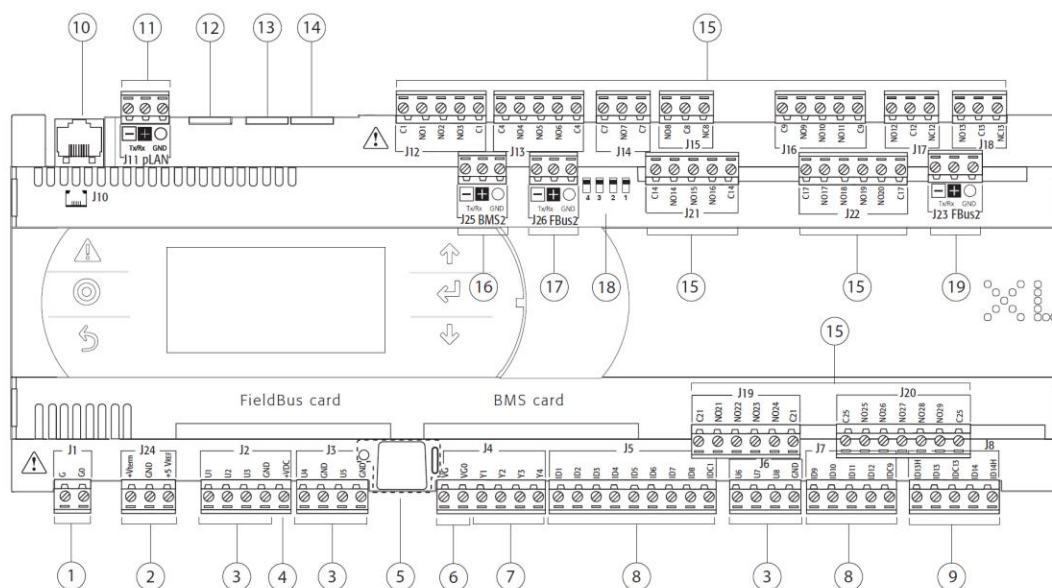 10 11 12 13 14 15
C1 NO1 NO2 NO3 C1
C4 NO4 NO5 NO6 C4
C7 NO7 C7
NO8 C8 NC8
C9 NO9 NO10 NO11 C9
NO12 C12 NC12
NO13 C13 NC13
J12 J13 J14 J15 J16 J17 J18
Tx/Rx GND
J11 pLAN
J10
Tx/Rx GND
J25 BMS2
Tx/Rx GND
J26 FBus2
4 3 2 1
C14 NO14 NO15 NO16 C14
J21
C17 NO17 NO18 NO19 NO20 C17
J22
Tx/Rx GND
J23 FBus2
16 17 18 15 15 19
15
FieldBus card
BMS card
J19 J20
C21 NO21 NO22 NO23 NO24 C21
C25 NO25 NO26 NO27 NO28 NO29 C25
J1 J24 J2 J3 J4 J5 J6 J7 J8
G G0
+Vterm GND +5 VREF
U1 U2 U3 GND +VDC
U4 GND U5 GND
VG VG0 Y1 Y2 Y3 Y4
ID1 ID2 ID3 ID4 ID5 ID6 ID7 ID8 IDC1
U6 U7 U8 GND
ID9 ID10 ID11 ID12 IDC9
ID13H ID13 IDC13 ID14 ID14H
1 2 3 4 3 5 6 7 8 3 8 9